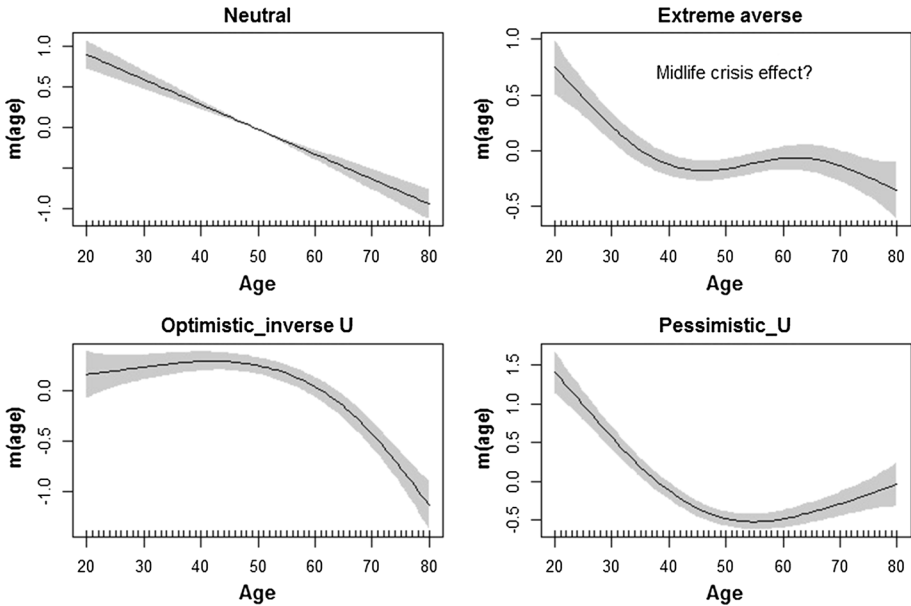 Neutral
m(age)
1.0
0.5
0.0
-1.0
20 30 40 50 60 70 80
Age
Extreme averse
Midlife crisis effect?
m(age)
1.0
0.5
0.0
-0.5
20 30 40 50 60 70 80
Age
Optimistic_inverse U
m(age)
0.0
-0.5
-1.0
20 30 40 50 60 70 80
Age
Pessimistic_U
m(age)
1.5
1.0
0.5
0.0
-0.5
20 30 40 50 60 70 80
Age